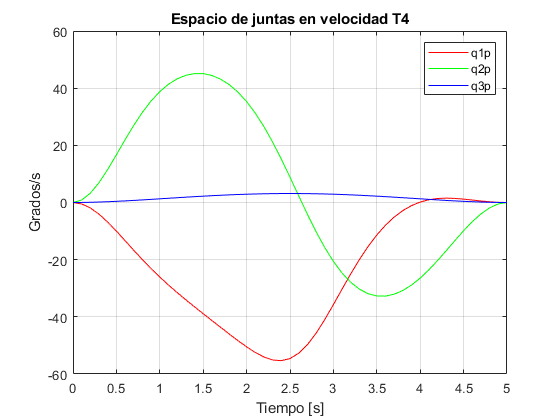 Espacio de juntas en velocidad T4
q1p
q2p
q3p
Grados/s
60
40
20
0
-20
-40
-60
0 0.5 1 1.5 2 2.5 3 3.5 4 4.5 5
Tiempo [s]